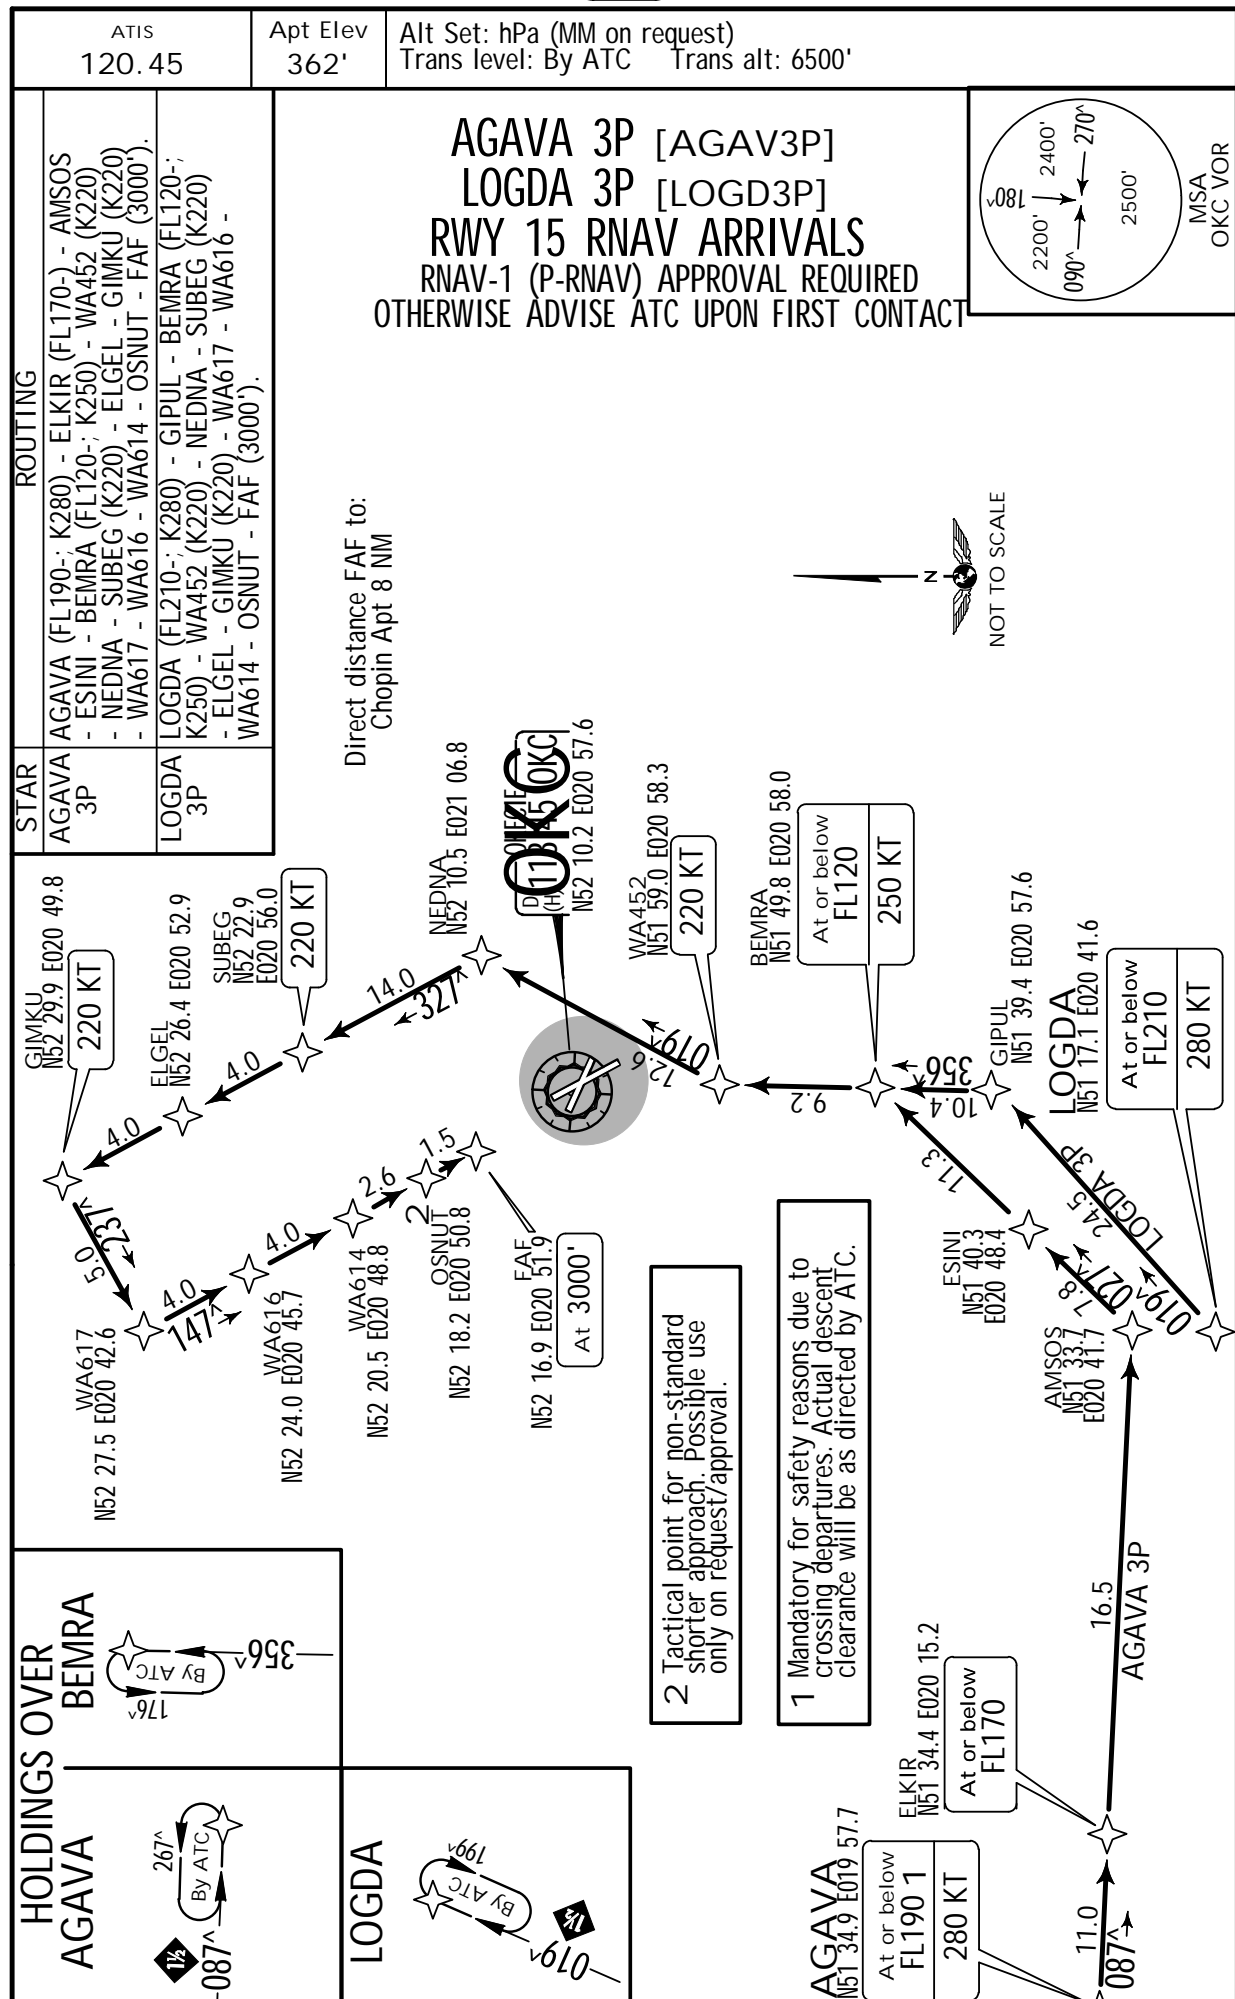 ATIS
120.45
Apt Elev
362'
Alt Set: hPa (MM on request)
Trans level: By ATC Trans alt: 6500'
AGAVA 3P [AGAV3P]
LOGDA 3P [LOGD3P]
RWY 15 RNAV ARRIVALS
RNAV-1 (P-RNAV) APPROVAL REQUIRED
OTHERWISE ADVISE ATC UPON FIRST CONTACT
2400'
270^
180^
2200'
090^
2500'
MSA
OKC VOR
STAR
ROUTING
AGAVA
3P
AGAVA (FL190-; K280) - ELKIR (FL170-) - AMSOS
- ESINI - BEMRA (FL120-; K250) - WA452 (K220)
- NEDNA - SUBEG (K220) - ELGEL - GIMKU (K220)
- WA617 - WA616 - WA614 - OSNUT - FAF (3000').
LOGDA
3P
LOGDA (FL210-; K280) - GIPUL - BEMRA (FL120-;
K250) - WA452 (K220) - NEDNA - SUBEG (K220)
- ELGEL - GIMKU (K220) - WA617 - WA616 -
WA614 - OSNUT - FAF (3000').
Direct distance FAF to:
Chopin Apt 8 NM
N
NOT TO SCALE
GIMKU
N52 29.9 E020 49.8
220 KT
ELGEL
N52 26.4 E020 52.9
SUBEG
N52 22.9
E020 56.0
220 KT
NEDNA
N52 10.5 E021 06.8
OKECIE
D
(H)
113.45 OKC
OKC
N52 10.2 E020 57.6
WA452
N51 59.0 E020 58.3
220 KT
BEMRA
N51 49.8 E020 58.0
At or below
FL120
250 KT
GIPUL
N51 39.4 E020 57.6
LOGDA
N51 17.1 E020 41.6
At or below
FL210
280 KT
4.0
4.0
14.0
327^
5.0
237^
4.0
147^
4.0
2.6
1.5
2
12.6
019^
9.2
10.4
356^
11.3
24.5
LOGDA 3P
019^
7.8
027^
WA617
N52 27.5 E020 42.6
WA616
N52 24.0 E020 45.7
WA614
N52 20.5 E020 48.8
OSNUT
N52 18.2 E020 50.8
FAF
N52 16.9 E020 51.9
At 3000'
ESINI
N51 40.3
E020 48.4
AMSOS
N51 33.7
E020 41.7
2 Tactical point for non-standard
shorter approach. Possible use
only on request/approval.
1 Mandatory for safety reasons due to
crossing departures. Actual descent
clearance will be as directed by ATC.
16.5
AGAVA 3P
ELKIR
N51 34.4 E020 15.2
At or below
FL170
AGAVA
N51 34.9 E019 57.7
At or below
FL190 1
280 KT
11.0
087^
HOLDINGS OVER
AGAVA
267^
By ATC
1½
087^
BEMRA
By ATC
176^
356^
LOGDA
199^
By ATC
1½
019^